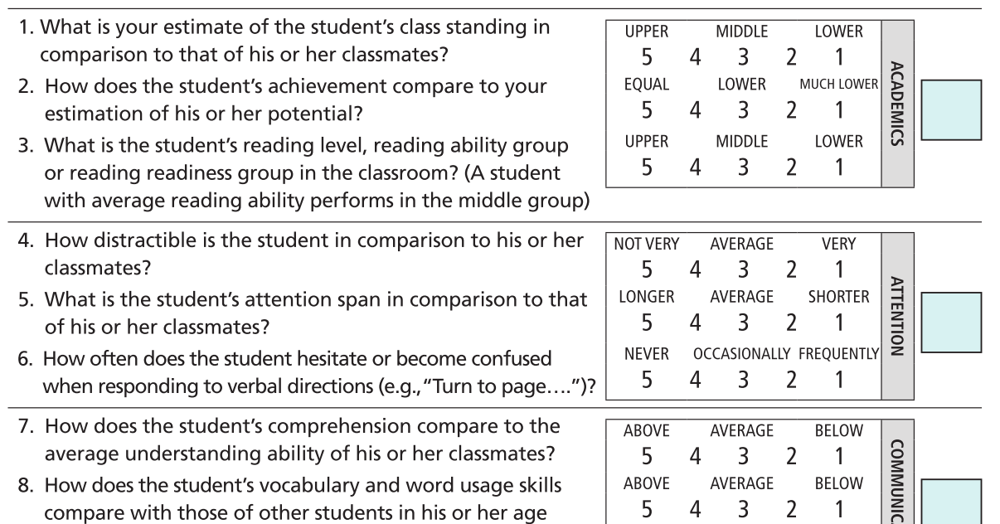 1. What is your estimate of the student's class standing in
comparison to that of his or her classmates?
UPPER MIDDLE LOWER
5 4 3 2 1
2. How does the student's achievement compare to your
estimation of his or her potential?
EQUAL LOWER MUCH LOWER
5 4 3 2 1
3. What is the student's reading level, reading ability group
or reading readiness group in the classroom? (A student
with average reading ability performs in the middle group)
UPPER MIDDLE LOWER
5 4 3 2 1
ACADEMICS
4. How distractible is the student in comparison to his or her
classmates?
NOT VERY AVERAGE VERY
5 4 3 2 1
5. What is the student's attention span in comparison to that
of his or her classmates?
LONGER AVERAGE SHORTER
5 4 3 2 1
6. How often does the student hesitate or become confused
when responding to verbal directions (e.g., "Turn to page....")?
NEVER OCCASIONALLY FREQUENTLY
5 4 3 2 1
ATTENTION
7. How does the student's comprehension compare to the
average understanding ability of his or her classmates?
ABOVE AVERAGE BELOW
5 4 3 2 1
8. How does the student's vocabulary and word usage skills
compare with those of other students in his or her age
ABOVE AVERAGE BELOW
5 4 3 2 1
COMMUNIC